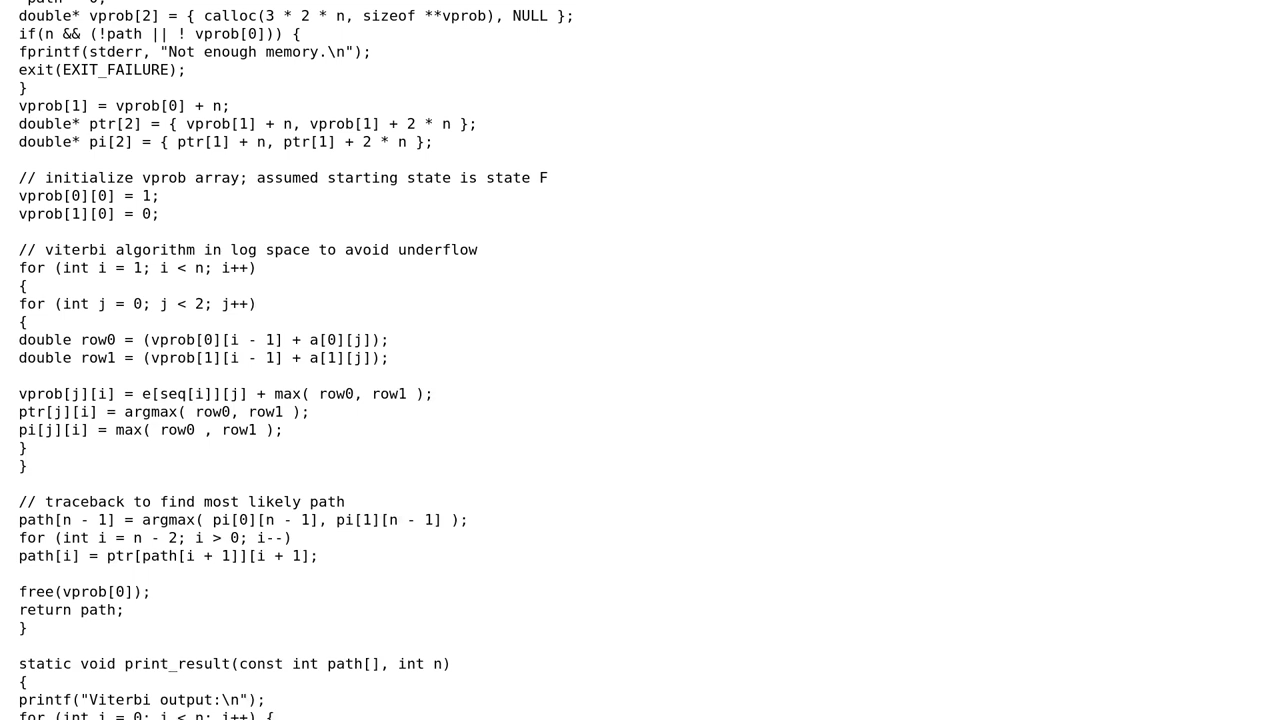 *path = 0;
double* vprob[2] = { calloc(3 * 2 * n, sizeof **vprob), NULL };
if(n && (!path || ! vprob[0])) {
fprintf(stderr, "Not enough memory.\n");
exit(EXIT_FAILURE);
}
vprob[1] = vprob[0] + n;
double* ptr[2] = { vprob[1] + n, vprob[1] + 2 * n };
double* pi[2] = { ptr[1] + n, ptr[1] + 2 * n };

// initialize vprob array; assumed starting state is state F
vprob[0][0] = 1;
vprob[1][0] = 0;

// viterbi algorithm in log space to avoid underflow
for (int i = 1; i < n; i++)
{
for (int j = 0; j < 2; j++)
{
double row0 = (vprob[0][i - 1] + a[0][j]);
double row1 = (vprob[1][i - 1] + a[1][j]);

vprob[j][i] = e[seq[i]][j] + max( row0, row1 );
ptr[j][i] = argmax( row0, row1 );
pi[j][i] = max( row0 , row1 );
}
}

// traceback to find most likely path
path[n - 1] = argmax( pi[0][n - 1], pi[1][n - 1] );
for (int i = n - 2; i > 0; i--)
path[i] = ptr[path[i + 1]][i + 1];

free(vprob[0]);
return path;
}

static void print_result(const int path[], int n)
{
printf("Viterbi output:\n");
for (int i = 0; i < n; i++) {